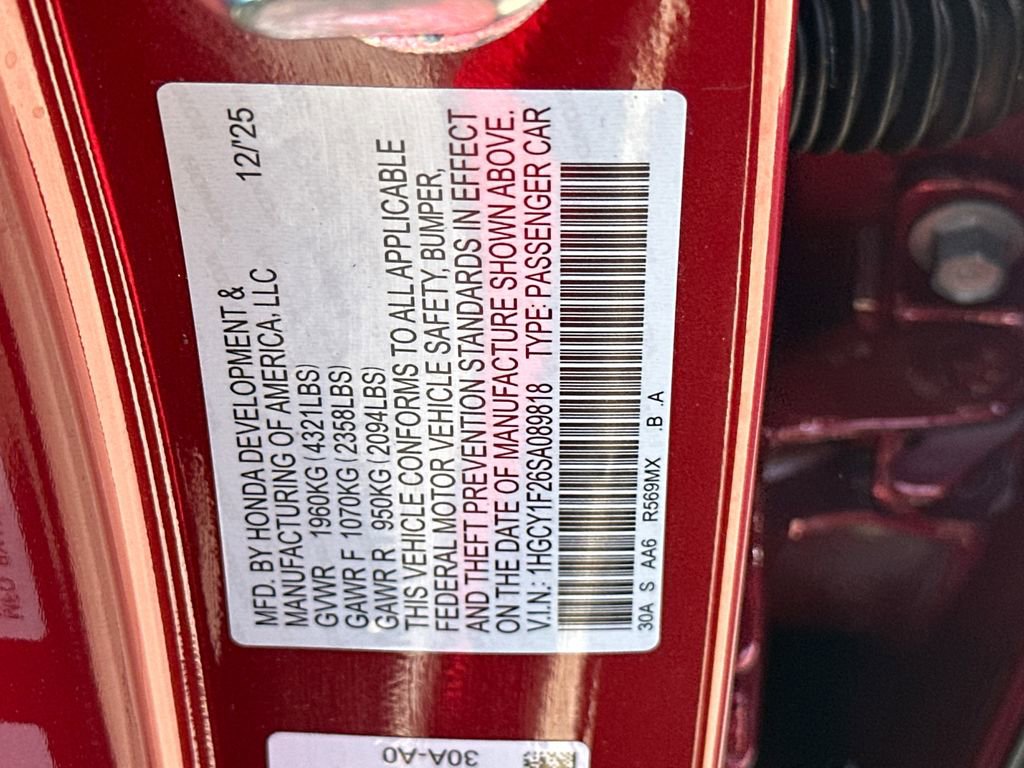 MFD. BY HONDA DEVELOPMENT & 12/'25
MANUFACTURING OF AMERICA, LLC
GVWR 1960KG (4321LBS)
GAWR F 1070KG (2358LBS)
GAWR R 950KG (2094LBS)
THIS VEHICLE CONFORMS TO ALL APPLICABLE
FEDERAL MOTOR VEHICLE SAFETY, BUMPER,
AND THEFT PREVENTION STANDARDS IN EFFECT
ON THE DATE OF MANUFACTURE SHOWN ABOVE.
V.I.N.: 1HGCY1F26SA089818 TYPE: PASSENGER CAR
30A S AA6 R569MX .B .A
30A-A0